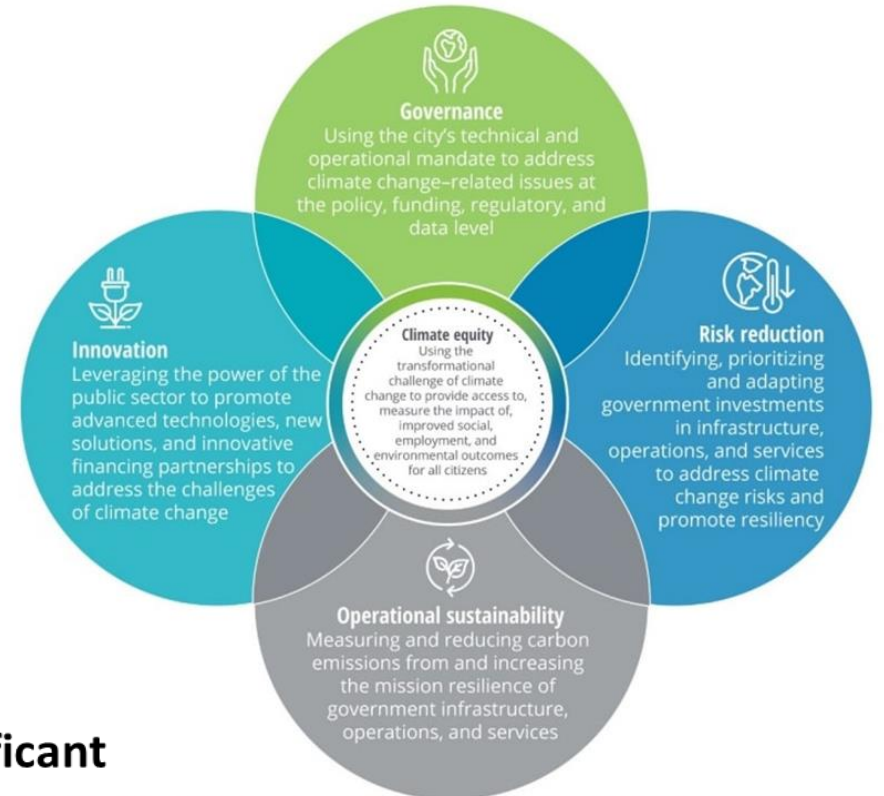 Governance
Using the city's technical and
operational mandate to address
climate change–related issues at
the policy, funding, regulatory, and
data level
Innovation
Leveraging the power of the
public sector to promote
advanced technologies, new
solutions, and innovative
financing partnerships to
address the challenges
of climate change
Climate equity
Using the
transformational
challenge of climate
change to provide access to,
measure the impact of,
improved social,
employment, and
environmental outcomes
for all citizens
Risk reduction
Identifying, prioritizing
and adapting
government investments
in infrastructure,
operations, and services
to address climate
change risks and
promote resiliency
Operational sustainability
Measuring and reducing carbon
emissions from and increasing
the mission resilience of
government infrastructure,
operations, and services